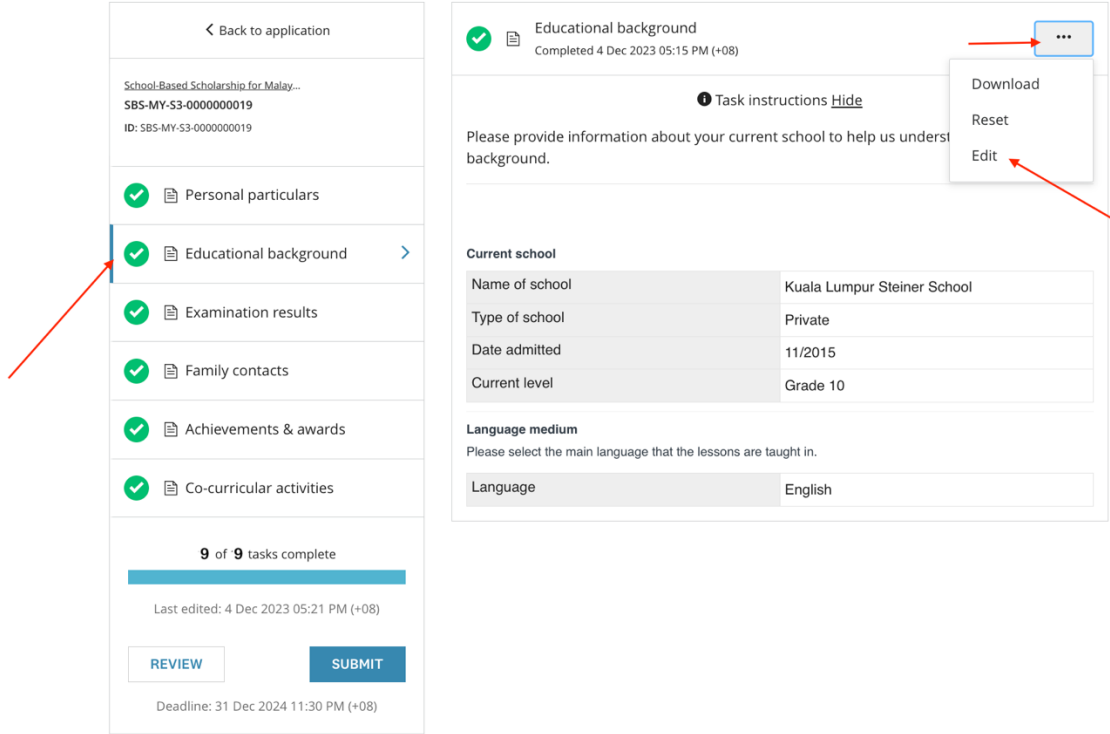 Back to application
School-Based Scholarship for Malay...
SBS-MY-S3-0000000019
ID: SBS-MY-S3-0000000019
Personal particulars
Educational background
Examination results
Family contacts
Achievements & awards
Co-curricular activities
9 of 9 tasks complete
Last edited: 4 Dec 2023 05:21 PM (+08)
REVIEW SUBMIT
Deadline: 31 Dec 2024 11:30 PM (+08)
Educational background
Completed 4 Dec 2023 05:15 PM (+08)
...
Download
Reset
Edit
Task instructions Hide
Please provide information about your current school to help us underst
background.
Current school
Name of school Kuala Lumpur Steiner School
Type of school Private
Date admitted 11/2015
Current level Grade 10
Language medium
Please select the main language that the lessons are taught in.
Language English